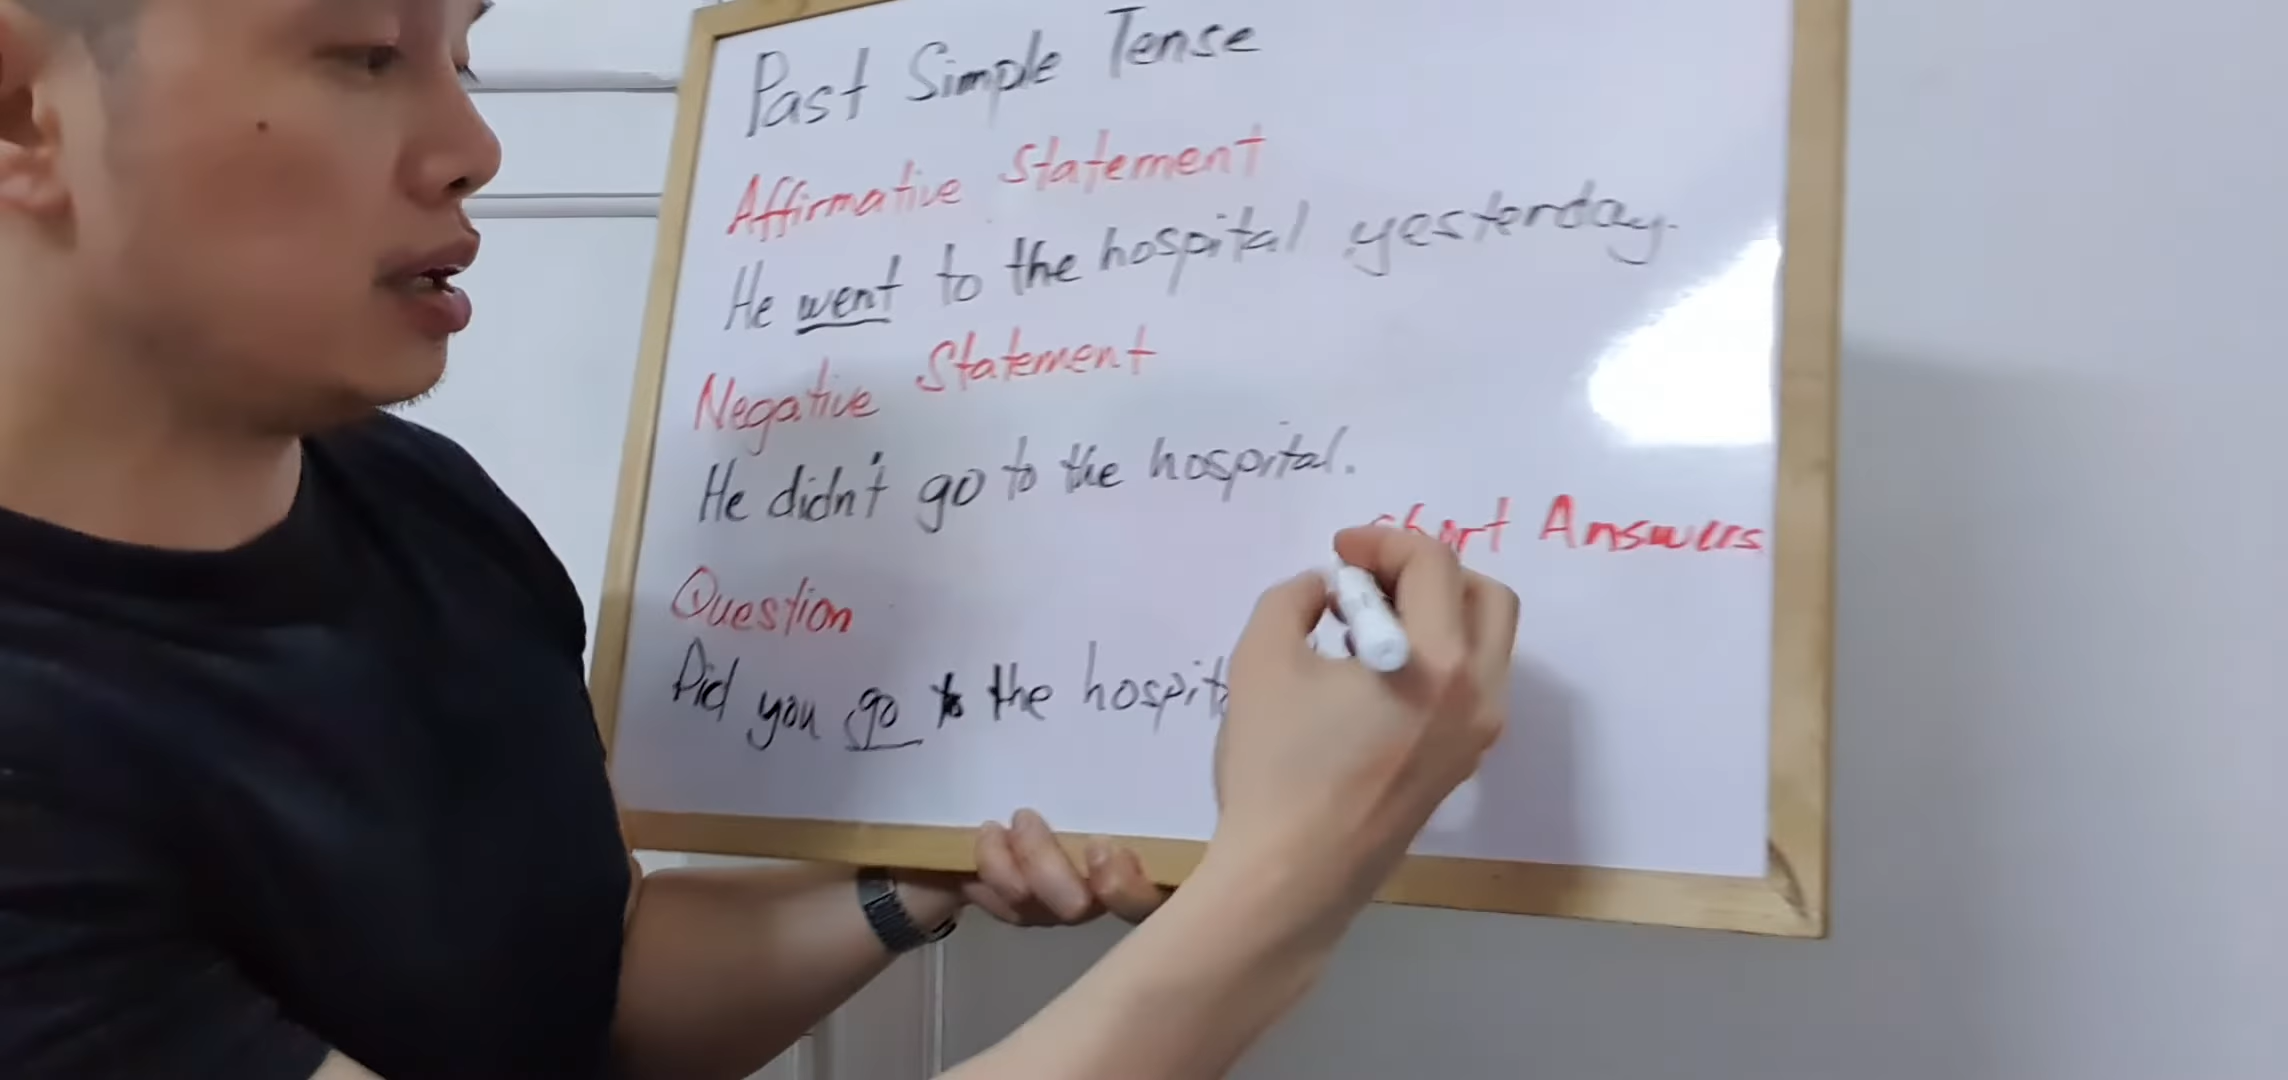 Past Simple Tense
Affirmative Statement
He went to the hospital yesterday.
Negative Statement
He didn't go to the hospital.
Short Answers
Question
Did you go to the